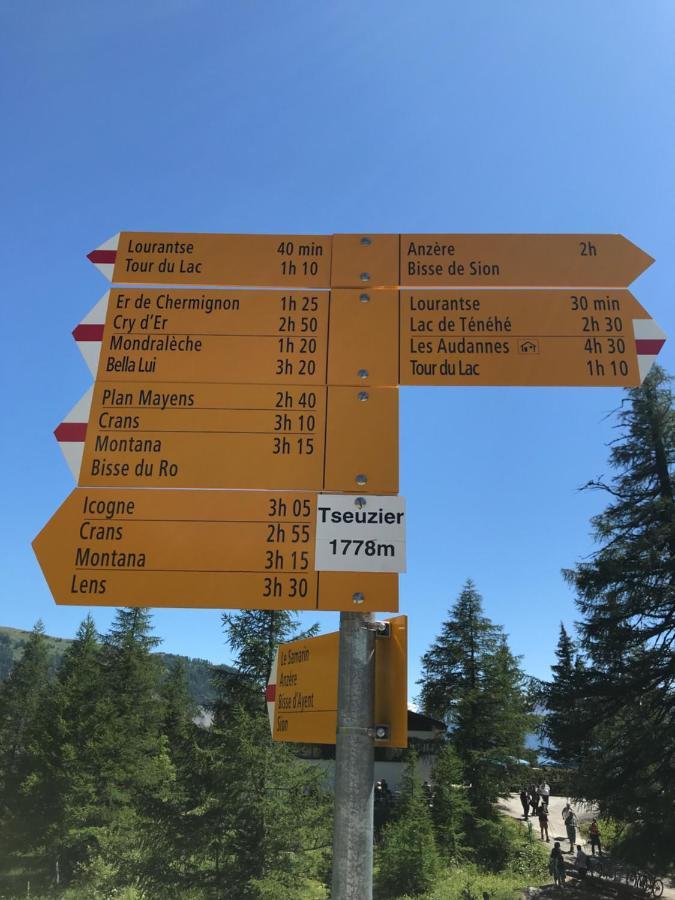 Lourantse 40 min
Tour du Lac 1h 10
Anzère 2h
Bisse de Sion
Er de Chermignon 1h 25
Cry d'Er 2h 50
Mondralèche 1h 20
Bella Lui 3h 20
Lourantse 30 min
Lac de Ténéhé 2h 30
Les Audannes 4h 30
Tour du Lac 1h 10
Plan Mayens 2h 40
Crans 3h 10
Montana 3h 15
Bisse du Ro
Icogne 3h 05
Crans 2h 55
Montana 3h 15
Lens 3h 30
Tseuzier
1778m
Le Samarin
Anzère
Bisse d'Ayent
Sion